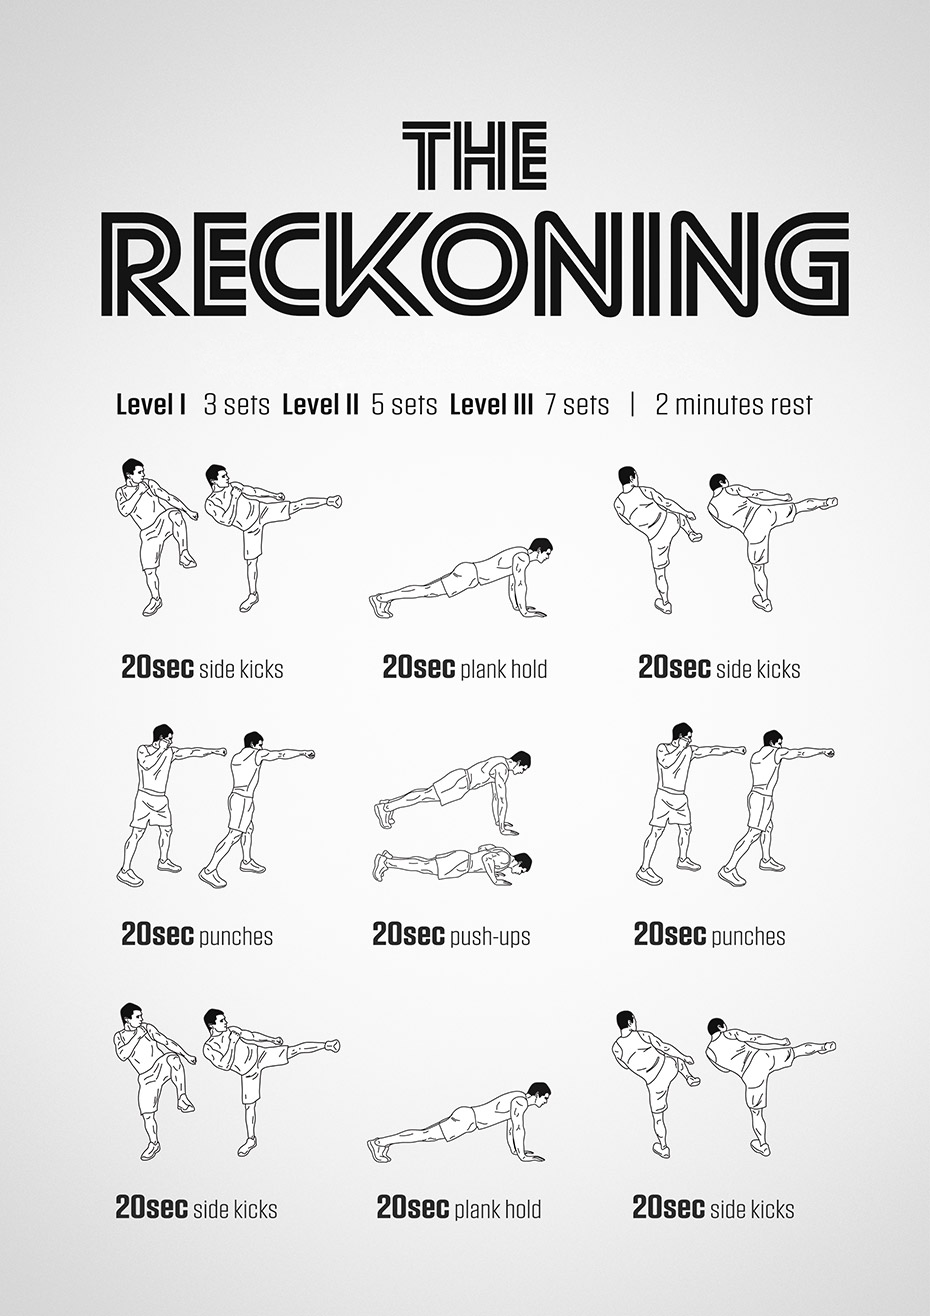 THE
RECKONING
Level I 3 sets Level II 5 sets Level III 7 sets | 2 minutes rest
20sec side kicks
20sec plank hold
20sec side kicks
20sec punches
20sec push-ups
20sec punches
20sec side kicks
20sec plank hold
20sec side kicks